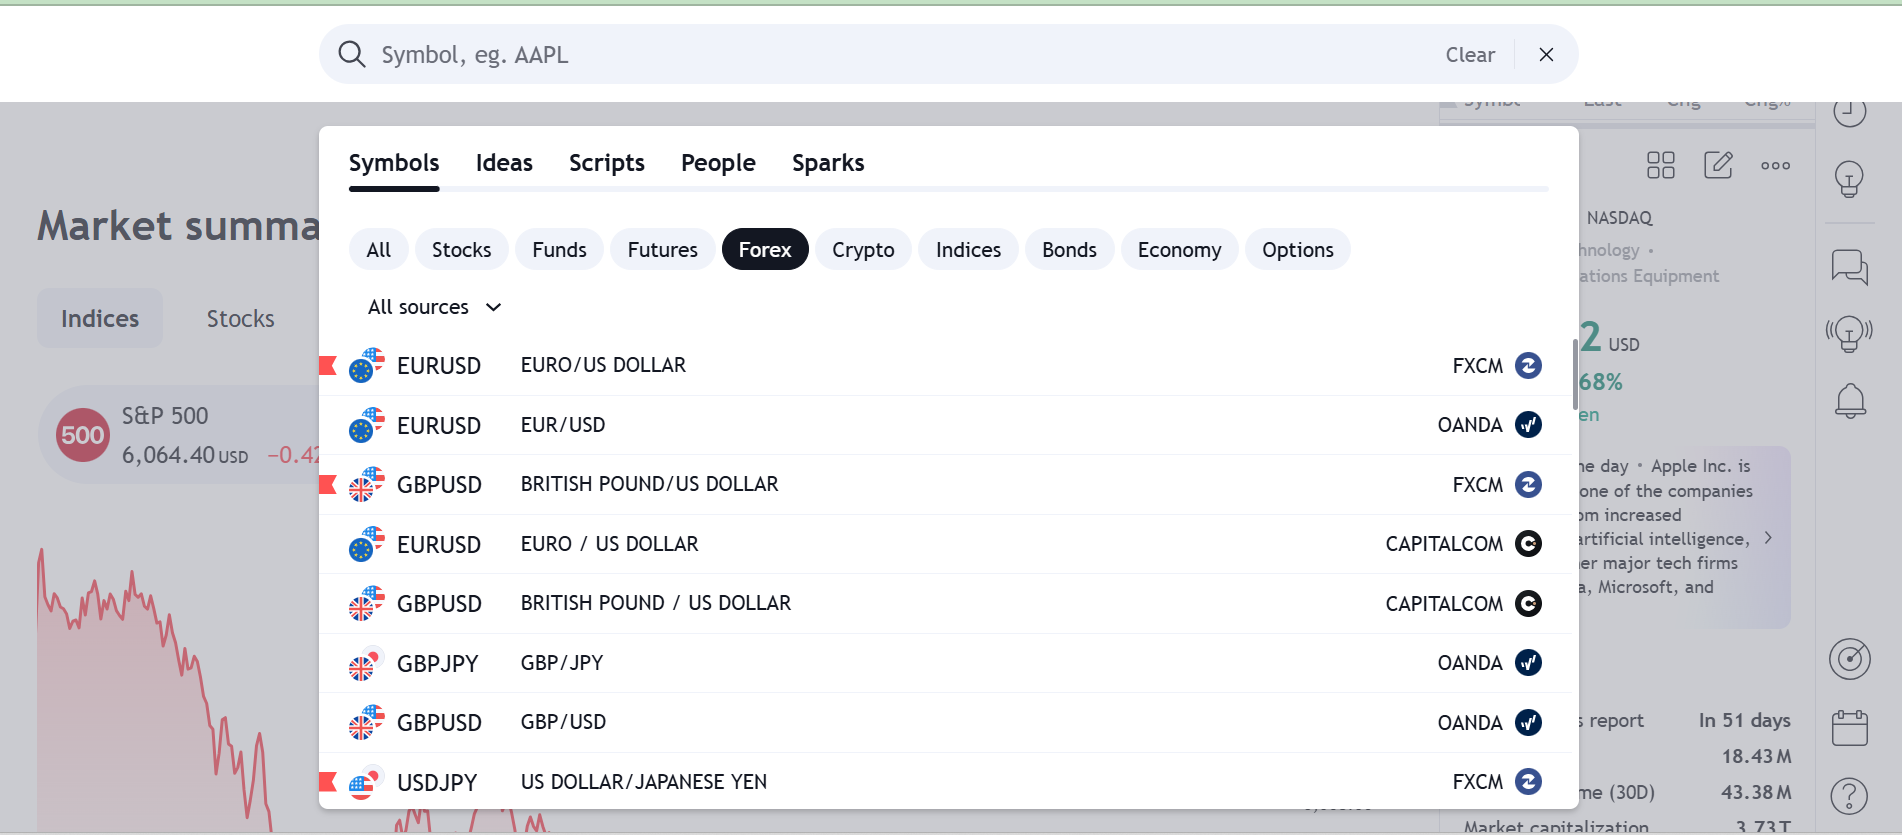 Symbol, eg. AAPL
Clear
Symbols Ideas Scripts People Sparks
All Stocks Funds Futures Forex Crypto Indices Bonds Economy Options
All sources
EURUSD EURO/US DOLLAR FXCM
EURUSD EUR/USD OANDA
GBPUSD BRITISH POUND/US DOLLAR FXCM
EURUSD EURO / US DOLLAR CAPITALCOM
GBPUSD BRITISH POUND / US DOLLAR CAPITALCOM
GBPJPY GBP/JPY OANDA
GBPUSD GBP/USD OANDA
USDJPY US DOLLAR/JAPANESE YEN FXCM
Market summa
Indices Stocks
500
S&P 500
6,064.40 USD −0.42
NASDAQ
hnology •
ations Equipment
2 USD
68%
en
ne day • Apple Inc. is
one of the companies
om increased
artificial intelligence,
er major tech firms
a, Microsoft, and
s report In 51 days
18.43 M
me (30D) 43.38 M
Market capitalization 3.73 T